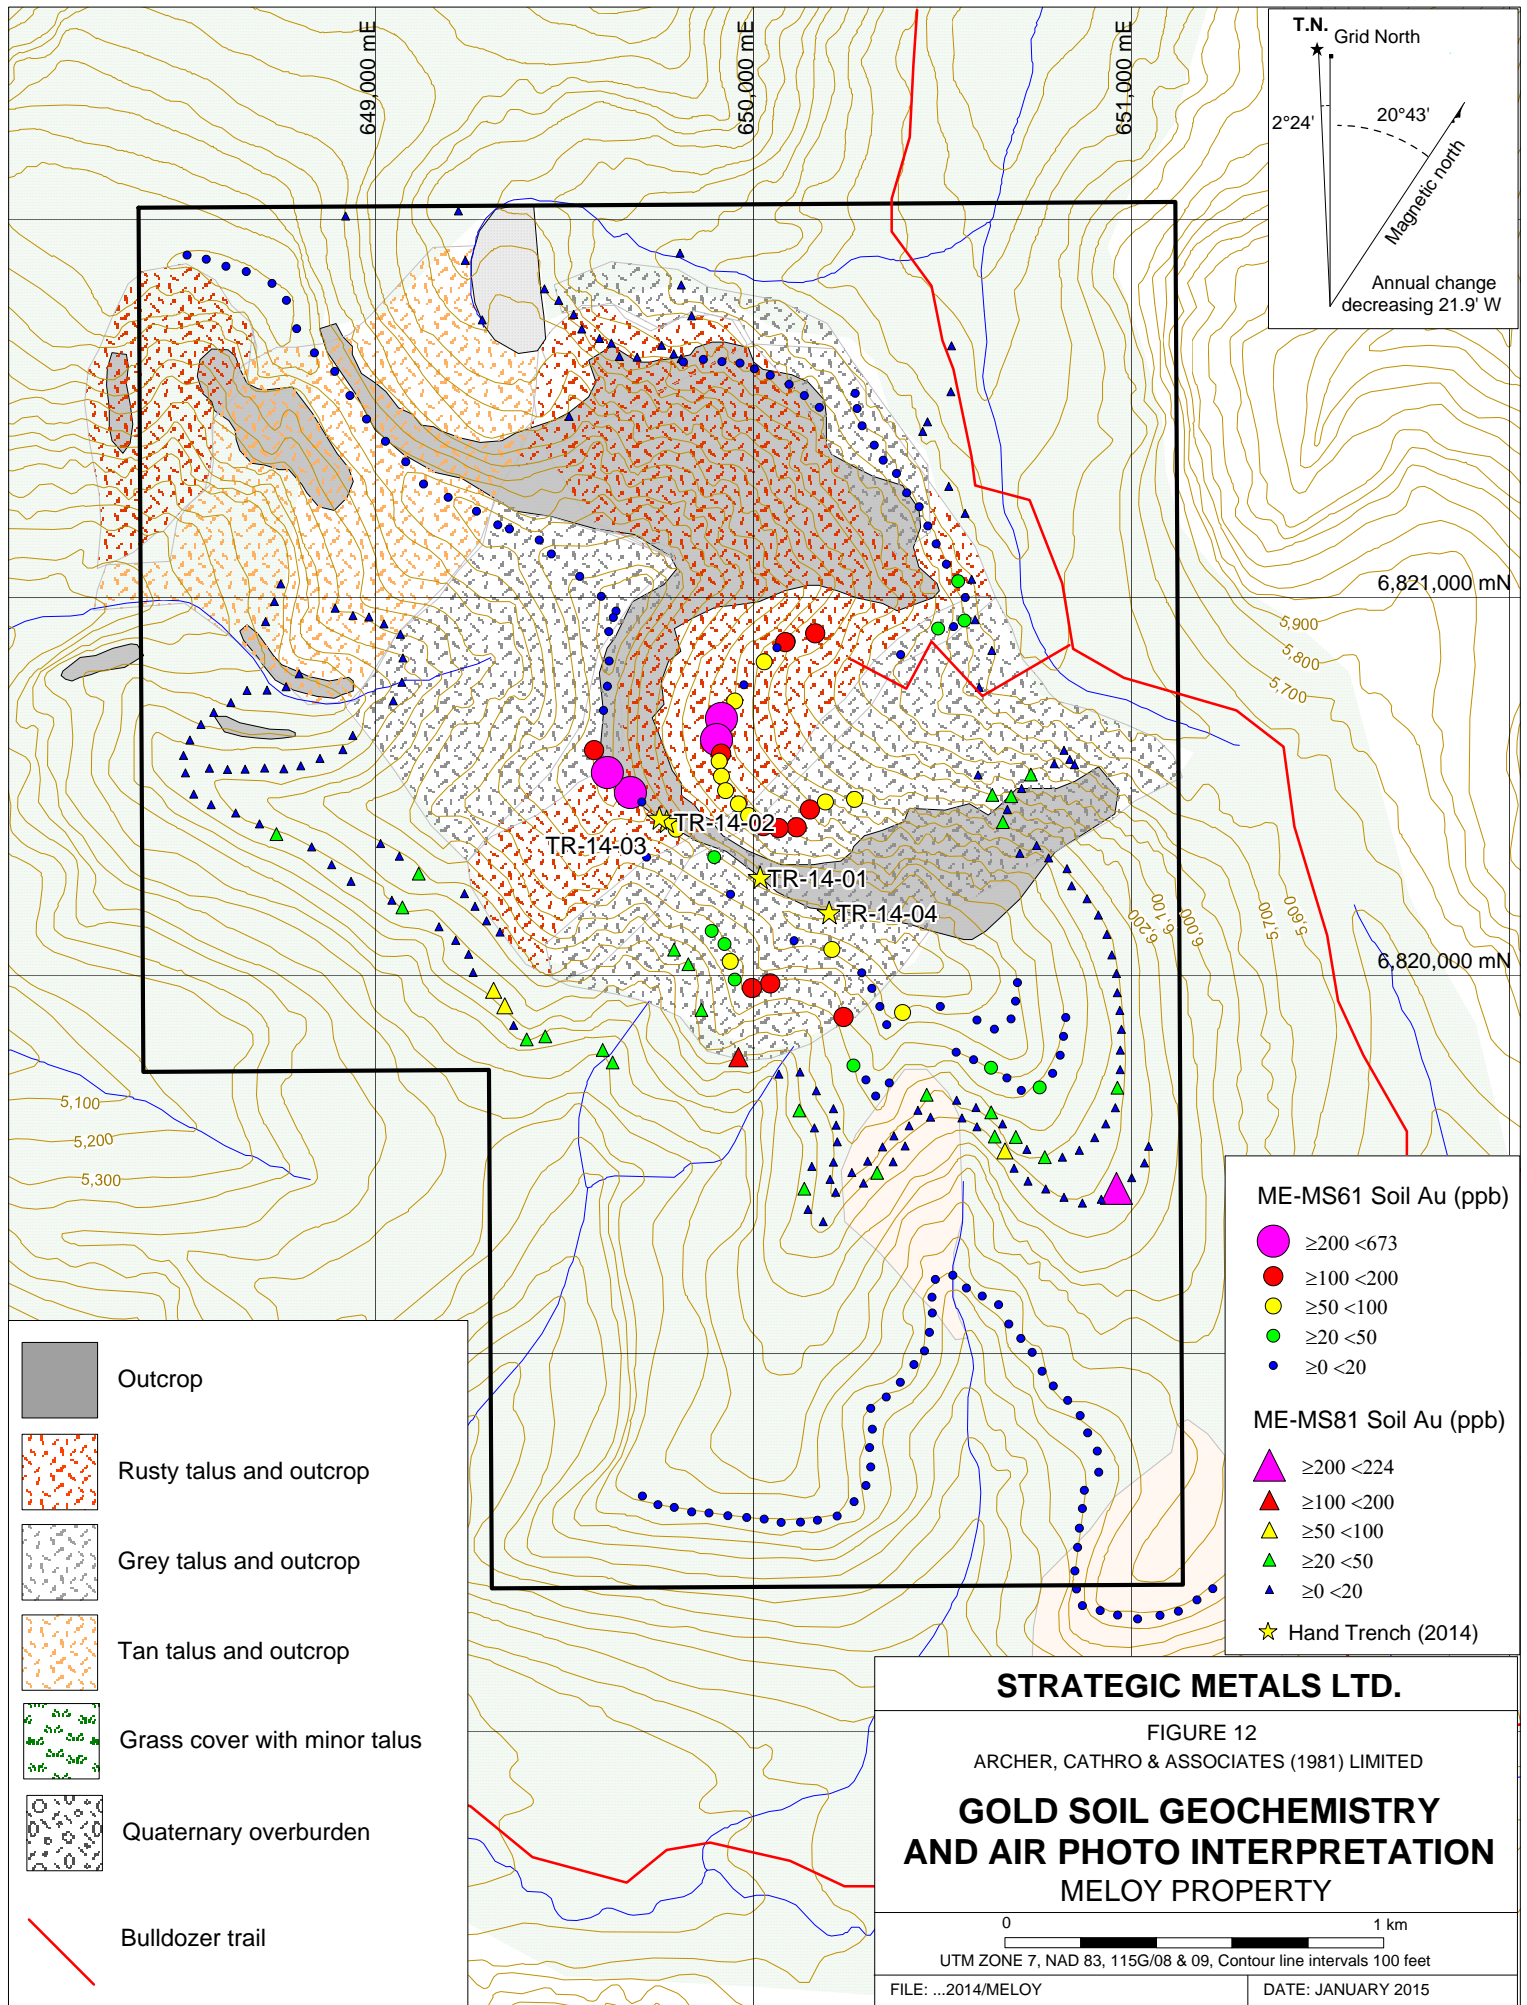 649,000 mE
650,000 mE
651,000 mE
T.N.
Grid North
2°24'
20°43'
Magnetic north
Annual change
decreasing 21.9' W
6,821,000 mN
5,900
5,800
5,700
TR-14-02
TR-14-03
TR-14-01
TR-14-04
6,200
6,100
6,000
5,700
5,600
6,820,000 mN
5,100
5,200
5,300
ME-MS61 Soil Au (ppb)
≥200 <673
≥100 <200
≥50 <100
≥20 <50
≥0 <20
ME-MS81 Soil Au (ppb)
≥200 <224
≥100 <200
≥50 <100
≥20 <50
≥0 <20
Hand Trench (2014)
Outcrop
Rusty talus and outcrop
Grey talus and outcrop
Tan talus and outcrop
Grass cover with minor talus
Quaternary overburden
Bulldozer trail
STRATEGIC METALS LTD.
FIGURE 12
ARCHER, CATHRO & ASSOCIATES (1981) LIMITED
GOLD SOIL GEOCHEMISTRY
AND AIR PHOTO INTERPRETATION
MELOY PROPERTY
0 1 km
UTM ZONE 7, NAD 83, 115G/08 & 09, Contour line intervals 100 feet
FILE: ...2014/MELOY
DATE: JANUARY 2015